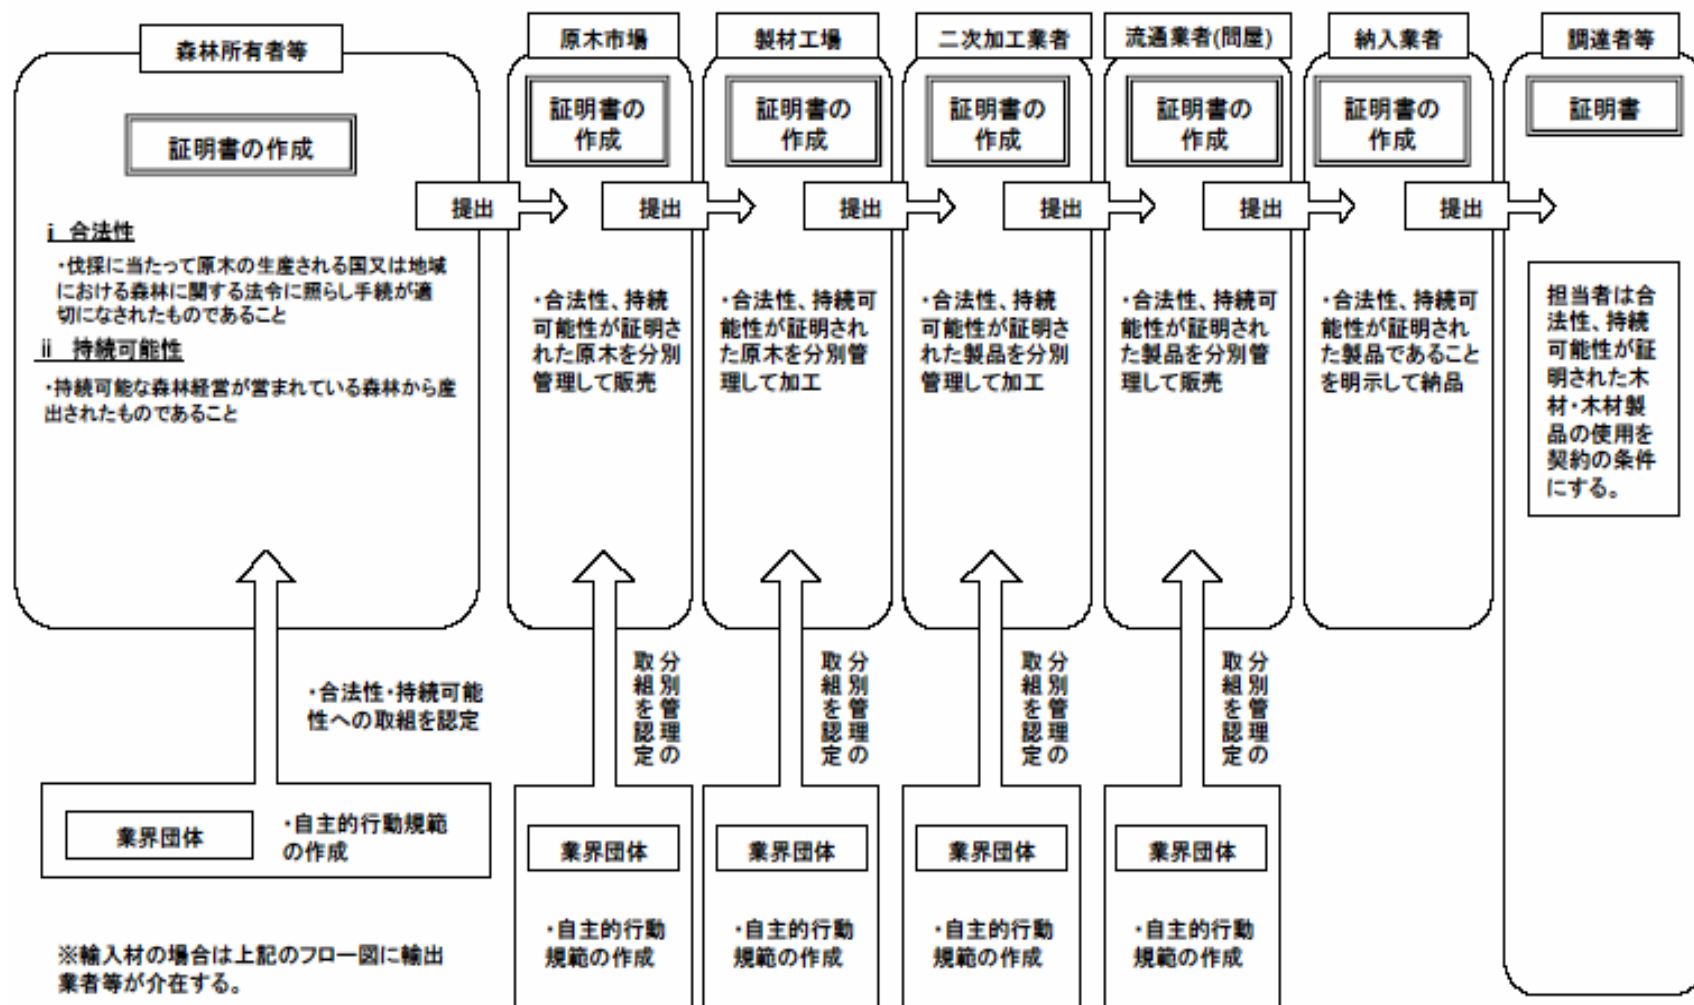 森林所有者等
証明書の作成
ⅰ 合法性
・伐採に当たって原木の生産される国又は地域
における森林に関する法令に照らし手続が適
切になされたものであること
ⅱ 持続可能性
・持続可能な森林経営が営まれている森林から産
出されたものであること
提出
原木市場
証明書の
作成
・合法性、持続
可能性が証明さ
れた原木を分別
管理して販売
提出
製材工場
証明書の
作成
・合法性、持続可
能性が証明され
た原木を分別管
理して加工
提出
二次加工業者
証明書の
作成
・合法性、持続
可能性が証明さ
れた製品を分別
管理して加工
提出
流通業者(問屋)
証明書の
作成
・合法性、持続可
能性が証明され
た製品を分別管
理して販売
提出
納入業者
証明書の
作成
・合法性、持続可
能性が証明され
た製品であること
を明示して納品
提出
調達者等
証明書
担当者は合
法性、持続
可能性が証
明された木
材・木材製
品の使用を
契約の条件
にする。
・合法性・持続可能
性への取組を認定
業界団体
・自主的行動規範
の作成
分別管理の
取組を認定
業界団体
・自主的行動
規範の作成
分別管理の
取組を認定
業界団体
・自主的行動
規範の作成
分別管理の
取組を認定
業界団体
・自主的行動
規範の作成
分別管理の
取組を認定
業界団体
・自主的行動
規範の作成
※輸入材の場合は上記のフロー図に輸出
業者等が介在する。